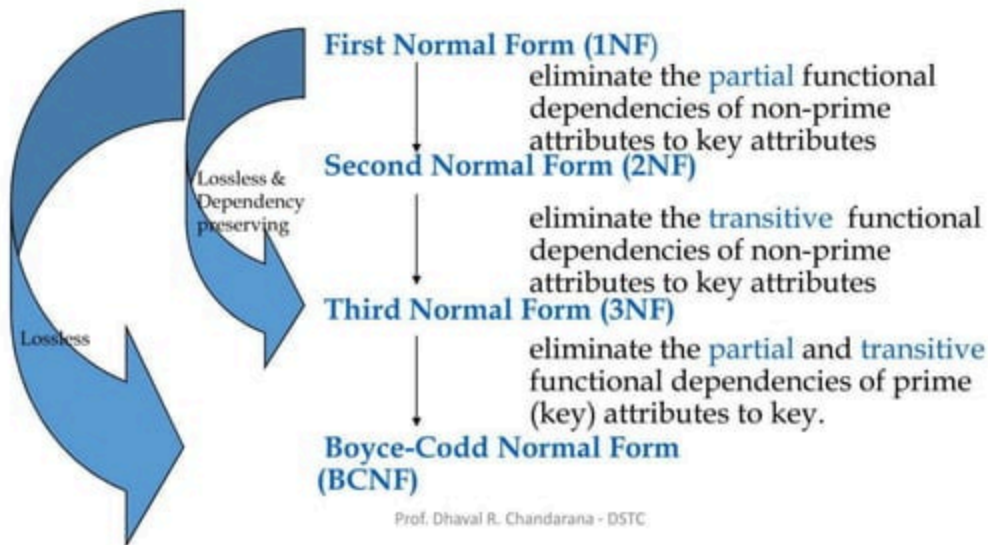 First Normal Form (1NF)
eliminate the partial functional
dependencies of non-prime
attributes to key attributes
Second Normal Form (2NF)
Lossless &
Dependency
preserving
eliminate the transitive functional
dependencies of non-prime
attributes to key attributes
Third Normal Form (3NF)
Lossless
eliminate the partial and transitive
functional dependencies of prime
(key) attributes to key.
Boyce-Codd Normal Form
(BCNF)
Prof. Dhaval R. Chandarana - DSTC